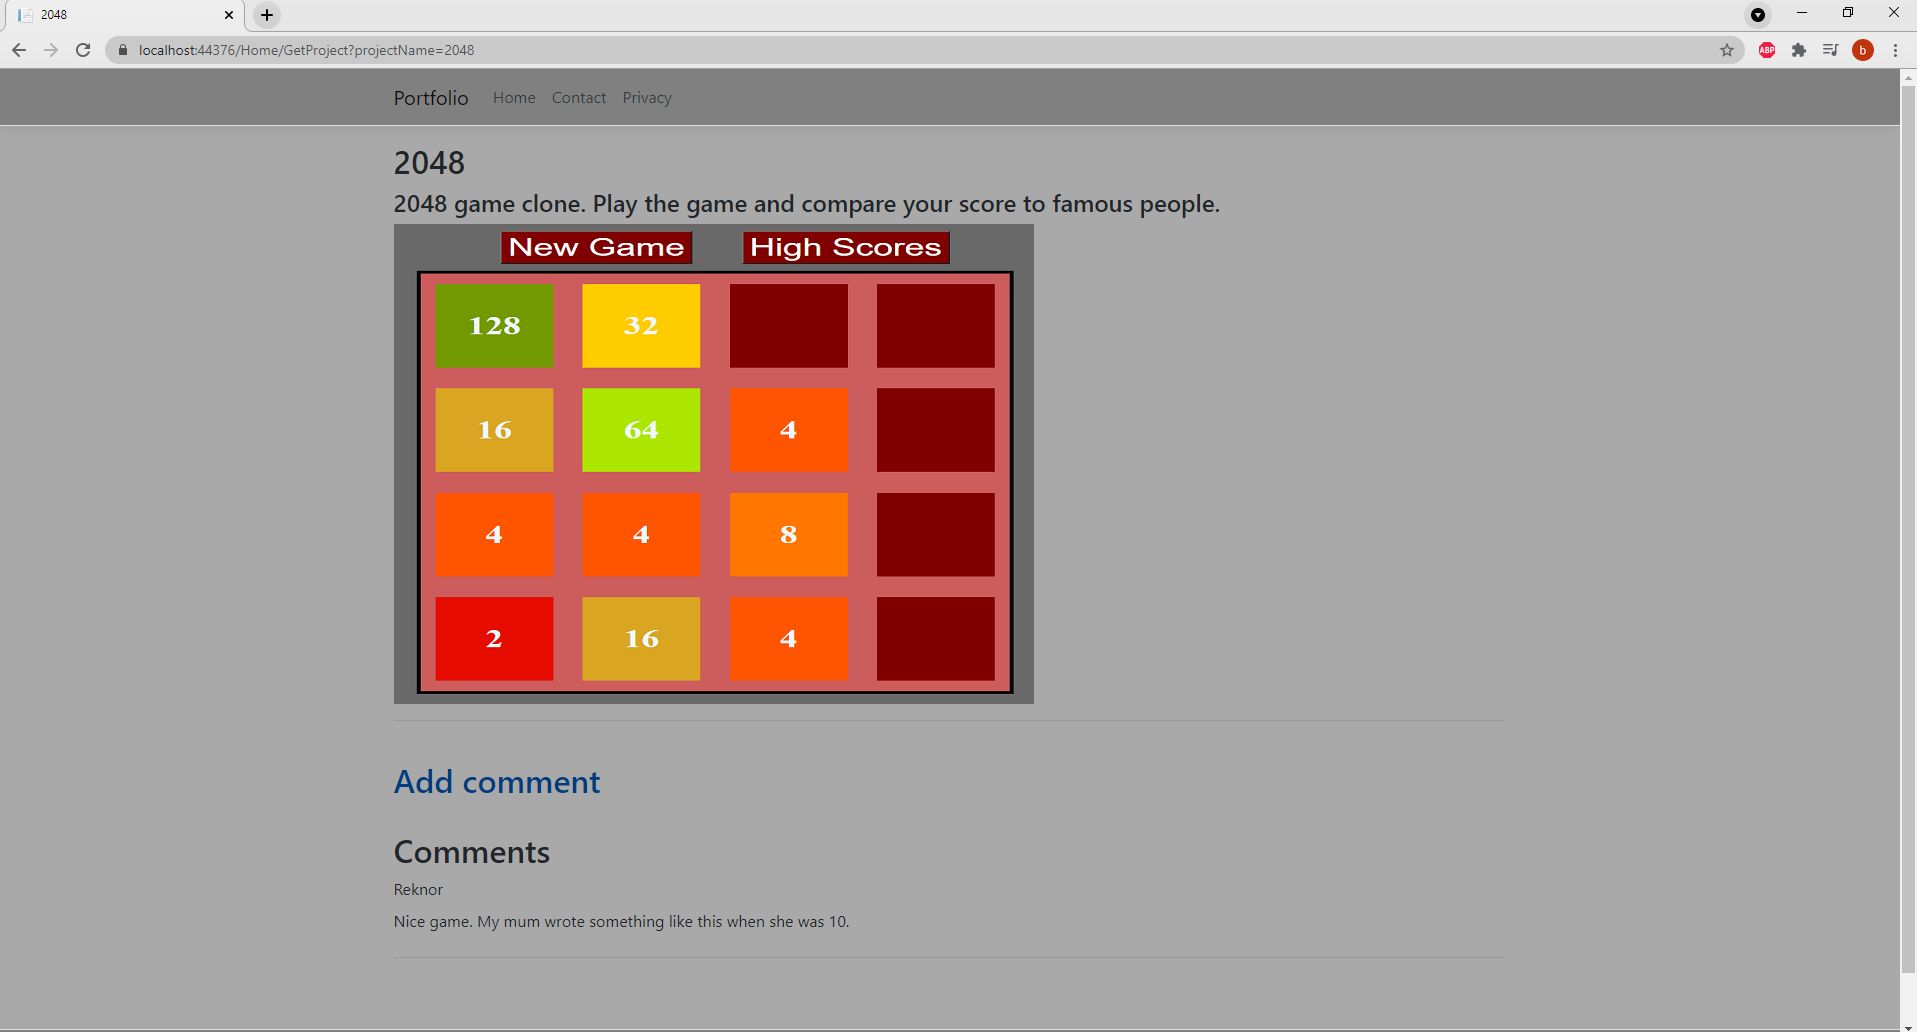 2048
localhost:44376/Home/GetProject?projectName=2048
ABP
b
Portfolio Home Contact Privacy
2048
2048 game clone. Play the game and compare your score to famous people.
New Game High Scores
128 32
16 64 4
4 4 8
2 16 4
Add comment
Comments
Reknor
Nice game. My mum wrote something like this when she was 10.